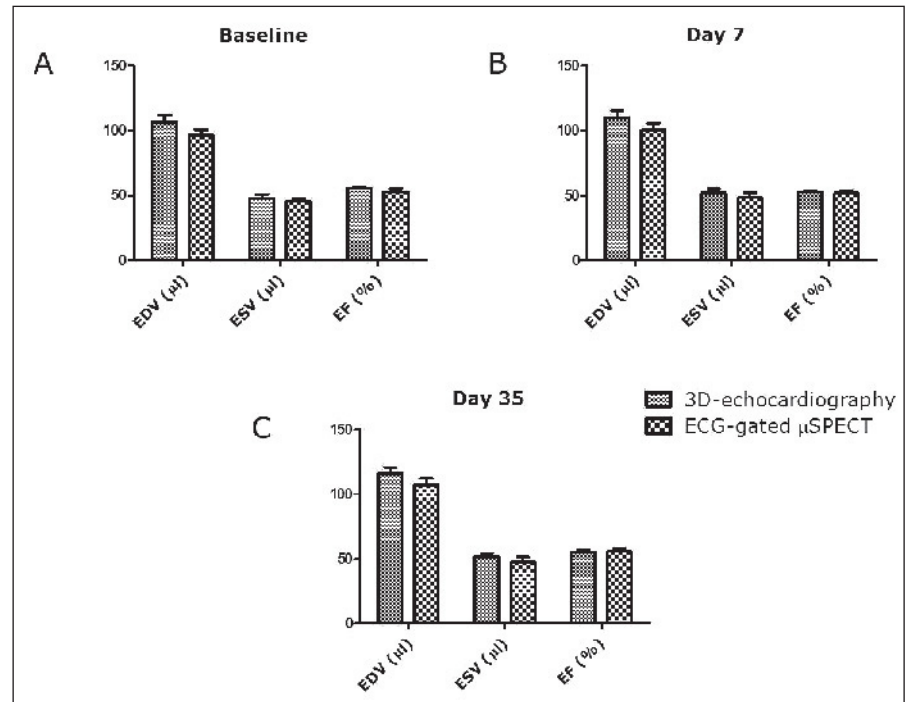 Baseline
A
150
100
50
0
EDV (µl)
ESV (µl)
EF (%)
Day 7
B
150
100
50
0
EDV (µl)
ESV (µl)
EF (%)
Day 35
C
150
100
50
0
EDV (µl)
ESV (µl)
EF (%)
3D-echocardiography
ECG-gated µSPECT